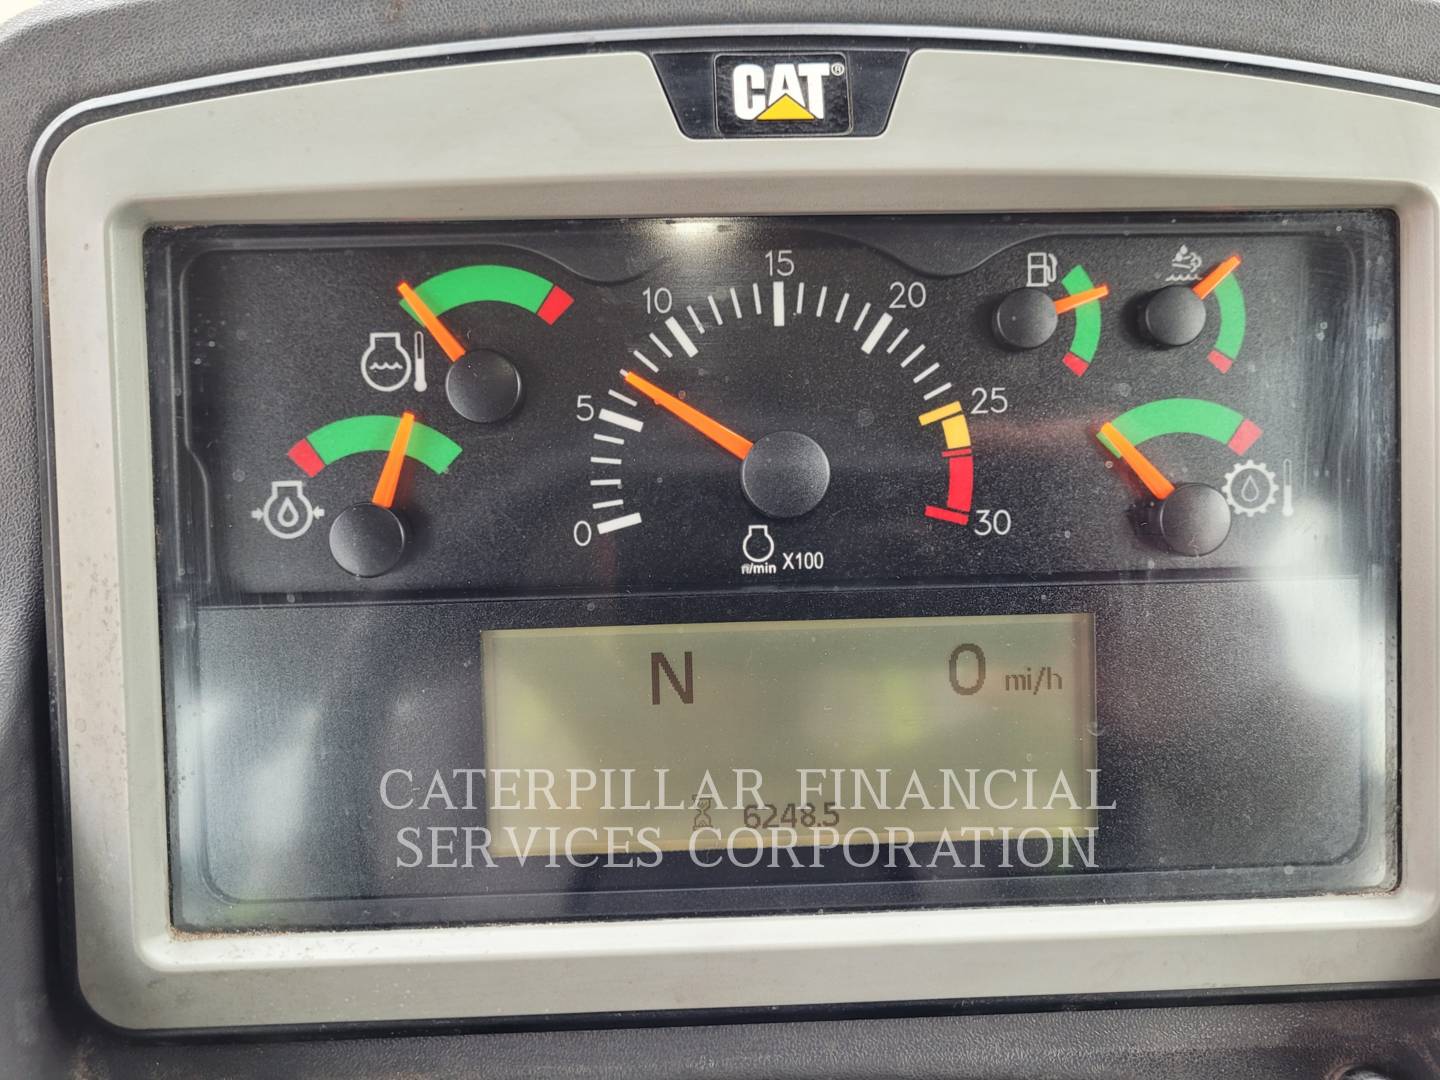 CAT®
15
10
20
5
25
0
30
n/min X100
N
0 mi/h
CATERPILLAR FINANCIAL
6248.5
SERVICES CORPORATION